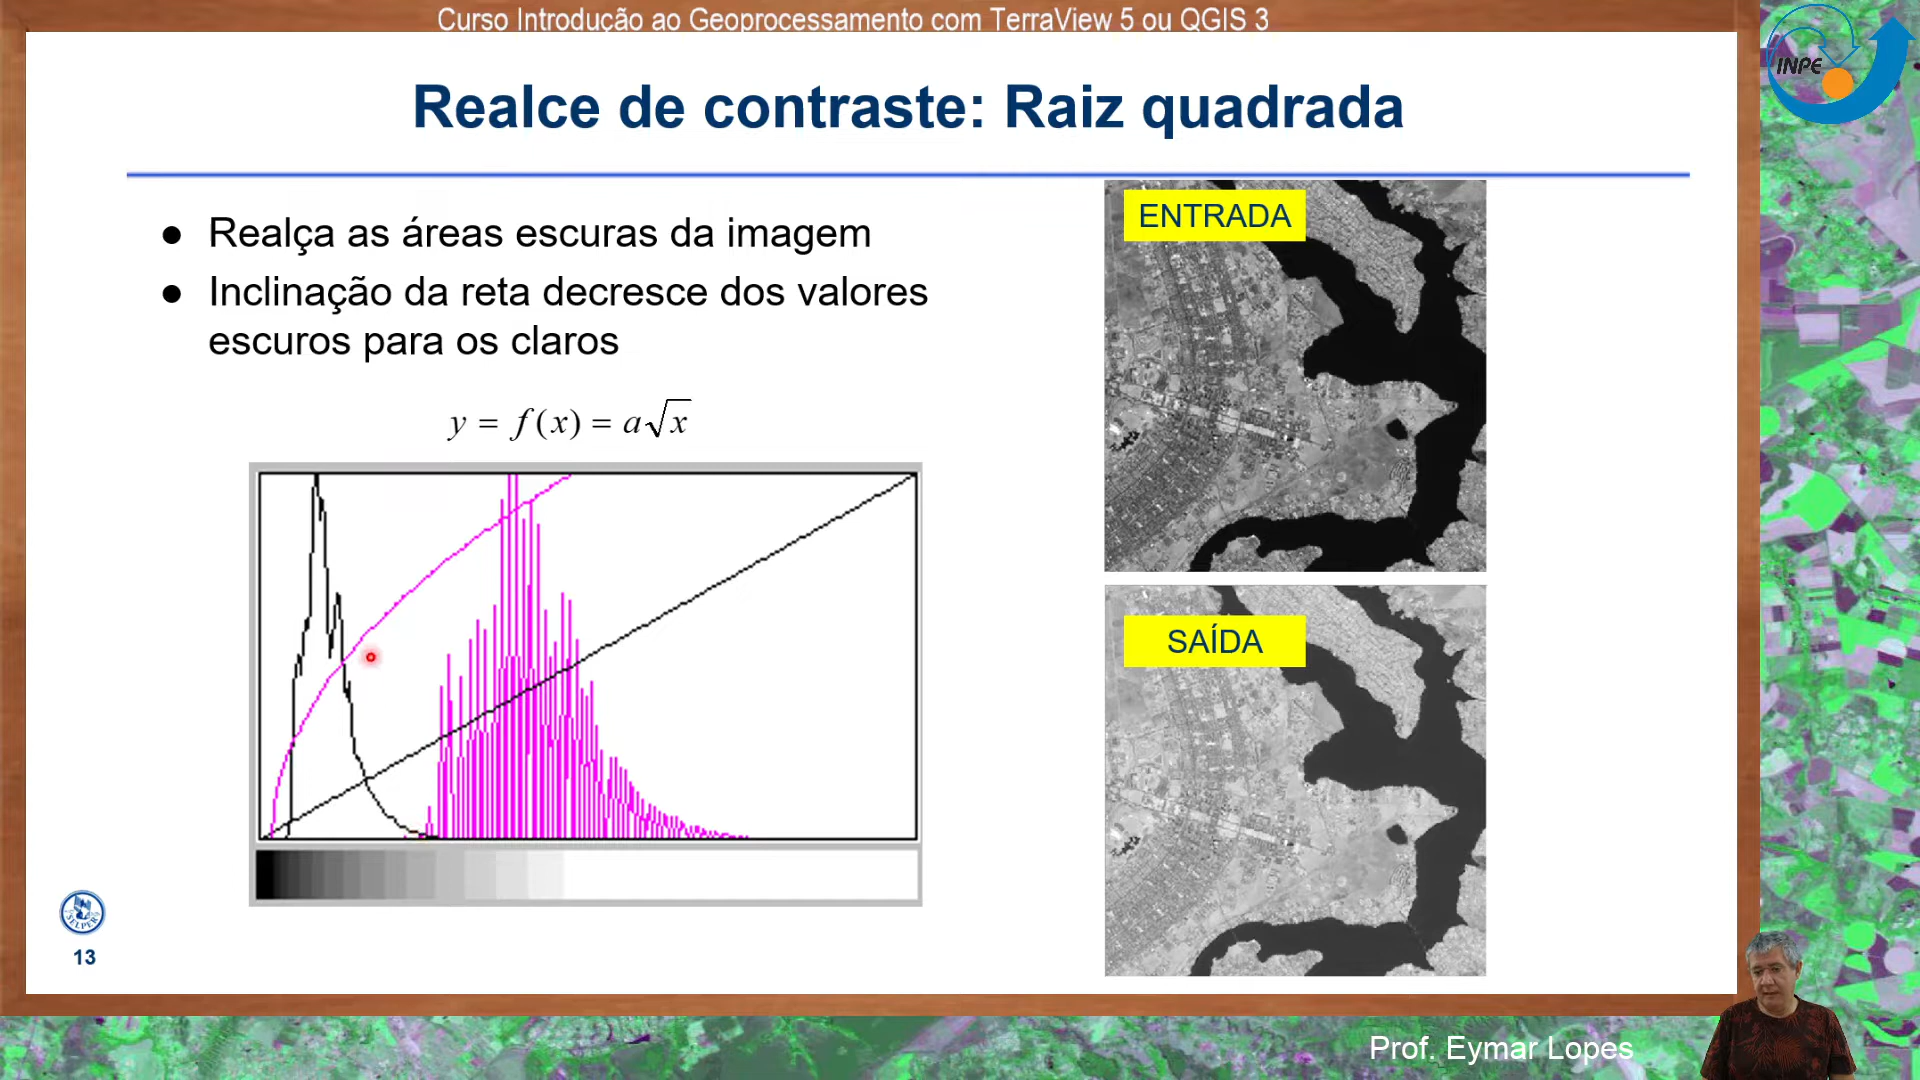 Curso Introdução ao Geoprocessamento com TerraView 5 ou QGIS 3
INPE
Realce de contraste: Raiz quadrada
● Realça as áreas escuras da imagem
● Inclinação da reta decresce dos valores
escuros para os claros
y = f(x) = a√x
ENTRADA
SAÍDA
SELPER
13
Prof. Eymar Lopes